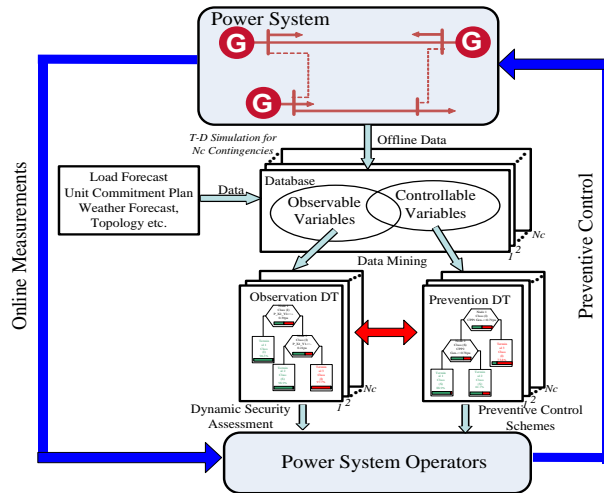 Power System
G
G
G
T-D Simulation for
Nc Contingencies
Offline Data
Load Forecast
Unit Commitment Plan
Weather Forecast,
Topology etc.
Data
Database
Observable
Variables
Controllable
Variables
1
2
Nc
Data Mining
Online Measurements
Preventive Control
Observation DT
1
2
Nc
Prevention DT
1
2
Nc
Dynamic Security
Assessment
Preventive Control
Schemes
Power System Operators